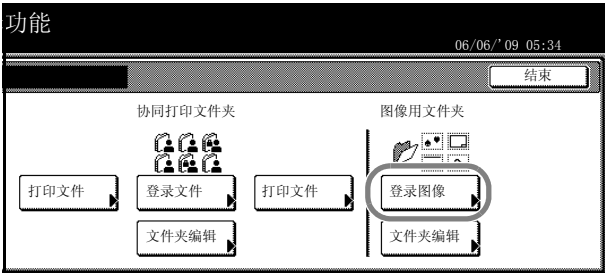 功能
06/06/'09 05:34
结束
协同打印文件夹
图像用文件夹
打印文件
登录文件
打印文件
登录图像
文件夹编辑
文件夹编辑